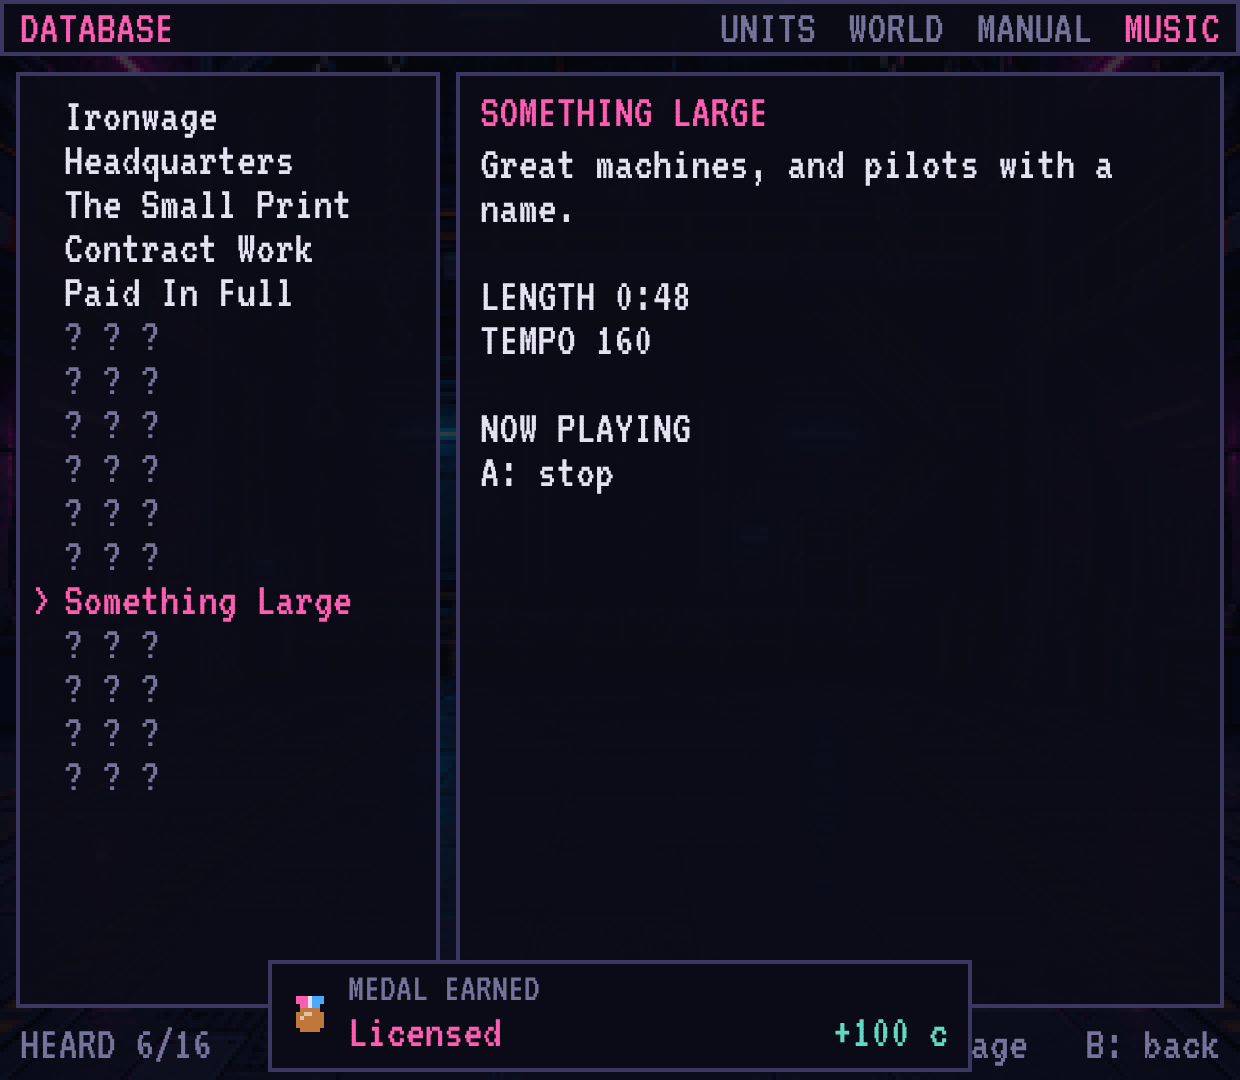 DATABASE UNITS WORLD MANUAL MUSIC
Ironwage
Headquarters
The Small Print
Contract Work
Paid In Full
? ? ?
? ? ?
? ? ?
? ? ?
? ? ?
? ? ?
> Something Large
? ? ?
? ? ?
? ? ?
? ? ?
SOMETHING LARGE
Great machines, and pilots with a
name.
LENGTH 0:48
TEMPO 160
NOW PLAYING
A: stop
MEDAL EARNED
Licensed +100 c
HEARD 6/16 age B: back